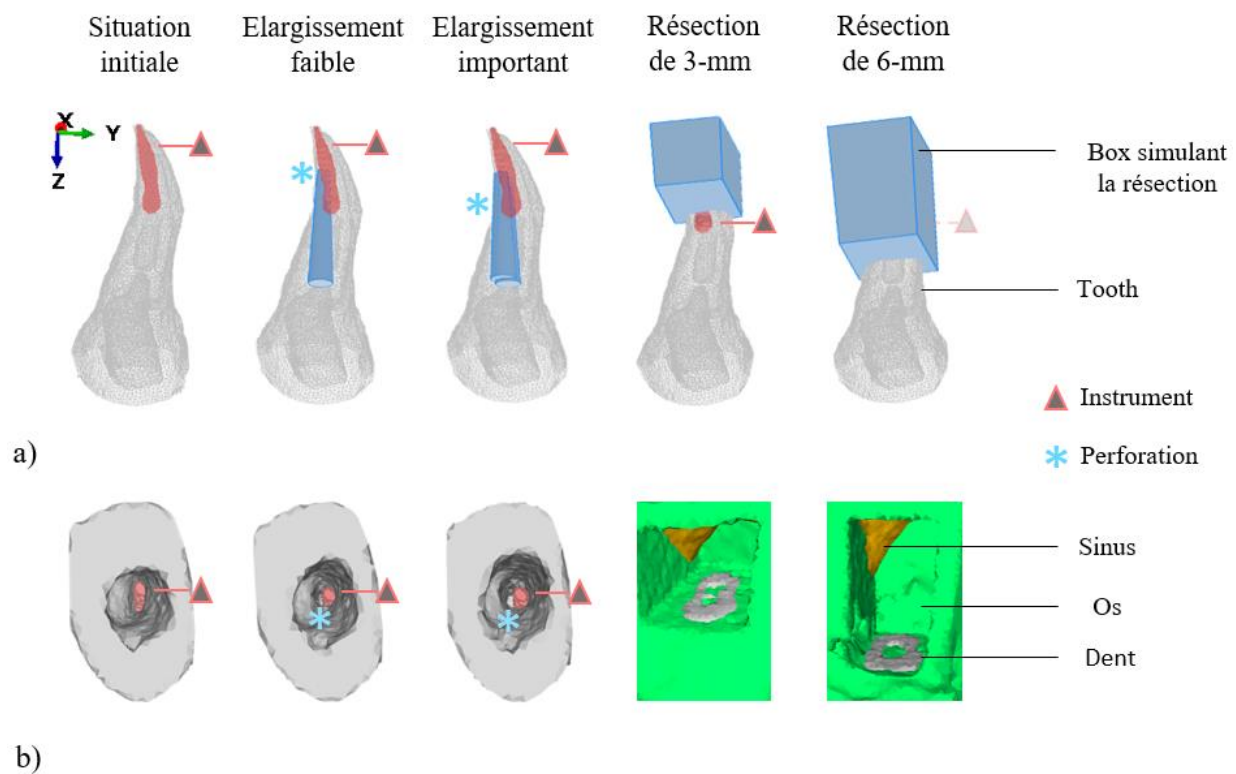 Situation
initiale
Elargissement
faible
Elargissement
important
Résection
de 3-mm
Résection
de 6-mm
X
Y
Z
Box simulant
la résection
Tooth
Instrument
Perforation
a)
Sinus
Os
Dent
b)